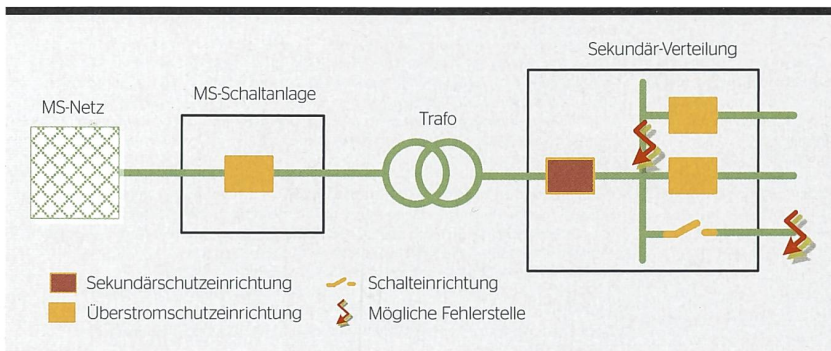 Sekundär-Verteilung
MS-Schaltanlage
MS-Netz
Trafo
Sekundärschutzeinrichtung
Schalteinrichtung
Überstromschutzeinrichtung
Mögliche Fehlerstelle